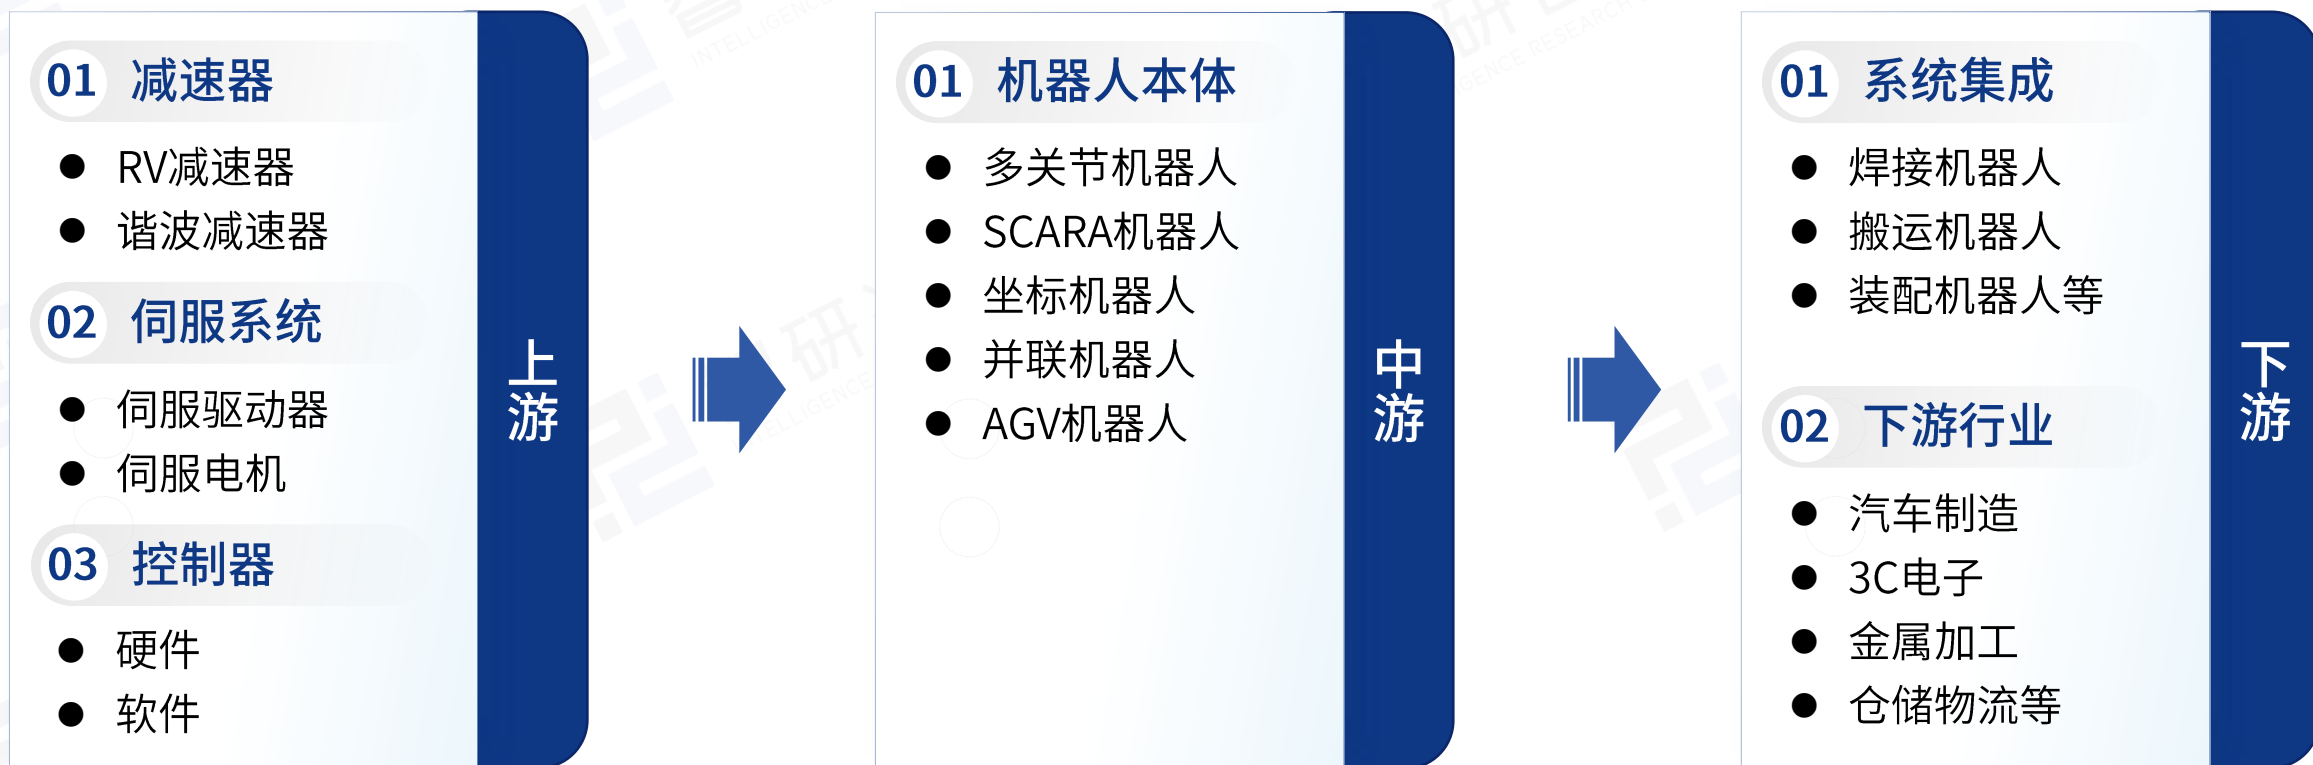 01 减速器
RV减速器
谐波减速器
02 伺服系统
伺服驱动器
伺服电机
03 控制器
硬件
软件
上游
01 机器人本体
多关节机器人
SCARA机器人
坐标机器人
并联机器人
AGV机器人
中游
01 系统集成
焊接机器人
搬运机器人
装配机器人等
02 下游行业
汽车制造
3C电子
金属加工
仓储物流等
下游